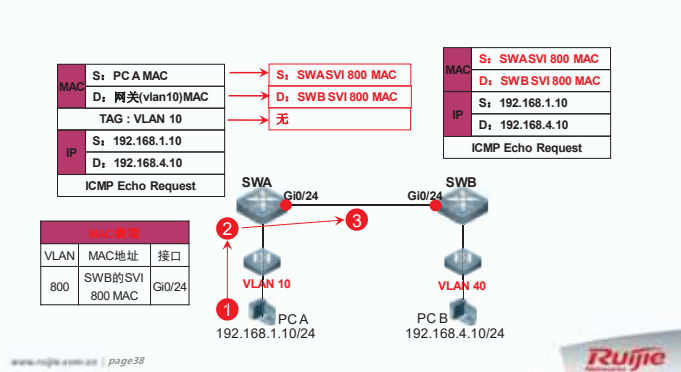 MAC
S: PC A MAC
D: 网关(vlan10)MAC
TAG : VLAN 10
IP
S: 192.168.1.10
D: 192.168.4.10
ICMP Echo Request
S: SWASVI 800 MAC
D: SWB SVI 800 MAC
无
MAC
S: SWASVI 800 MAC
D: SWB SVI 800 MAC
IP
S: 192.168.1.10
D: 192.168.4.10
ICMP Echo Request
SWA
Gi0/24
Gi0/24
SWB
2
3
MAC表项
VLAN MAC地址 接口
800 SWB的SVI 800 MAC Gi0/24
VLAN 10
VLAN 40
1
PC A
192.168.1.10/24
PC B
192.168.4.10/24
www.ruijie.com.cn | page38
Ruijie
Networks